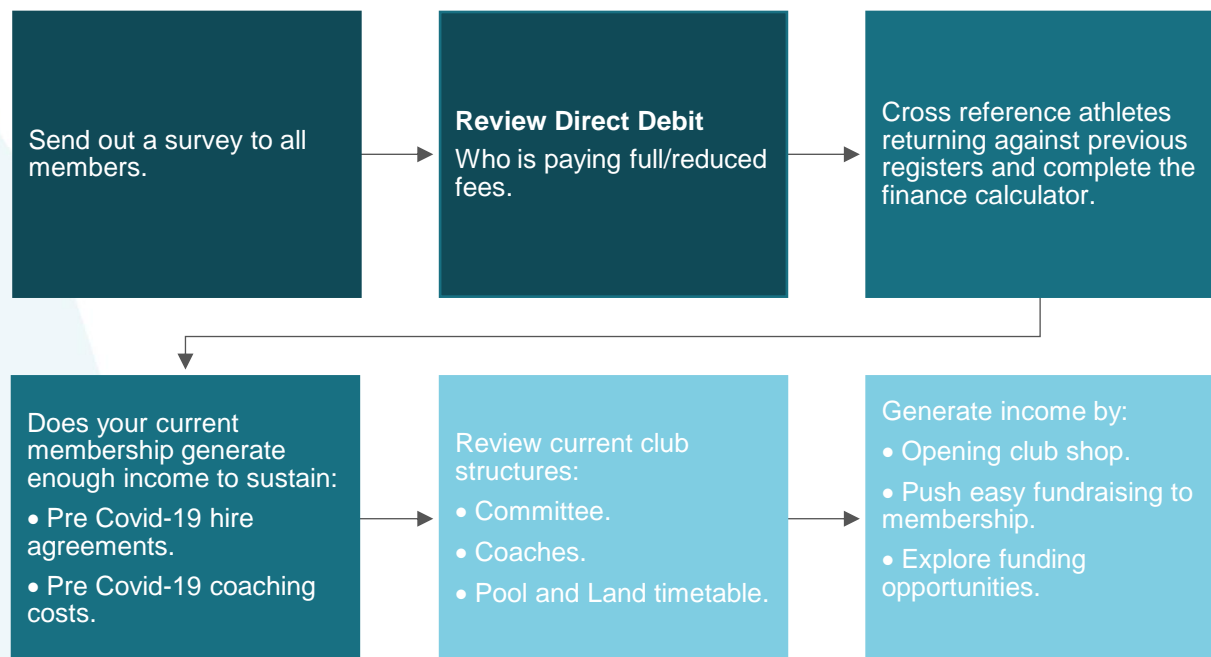 Send out a survey to all
members.
Review Direct Debit
Who is paying full/reduced
fees.
Cross reference athletes
returning against previous
registers and complete the
finance calculator.
Does your current
membership generate
enough income to sustain:
• Pre Covid-19 hire
agreements.
• Pre Covid-19 coaching
costs.
Review current club
structures:
• Committee.
• Coaches.
• Pool and Land timetable.
Generate income by:
• Opening club shop.
• Push easy fundraising to
membership.
• Explore funding
opportunities.